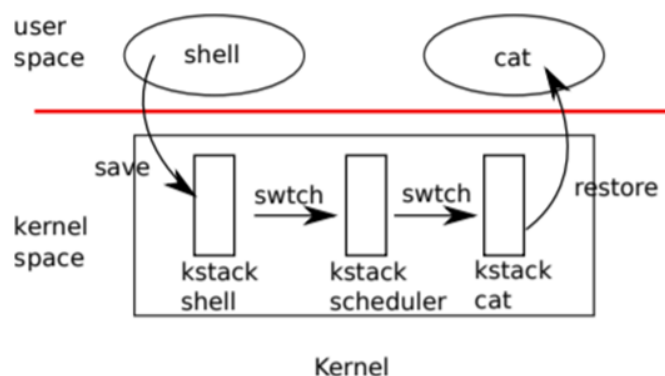 user
space
shell
cat
save
swtch
swtch
restore
kernel
space
kstack
shell
kstack
scheduler
kstack
cat
Kernel